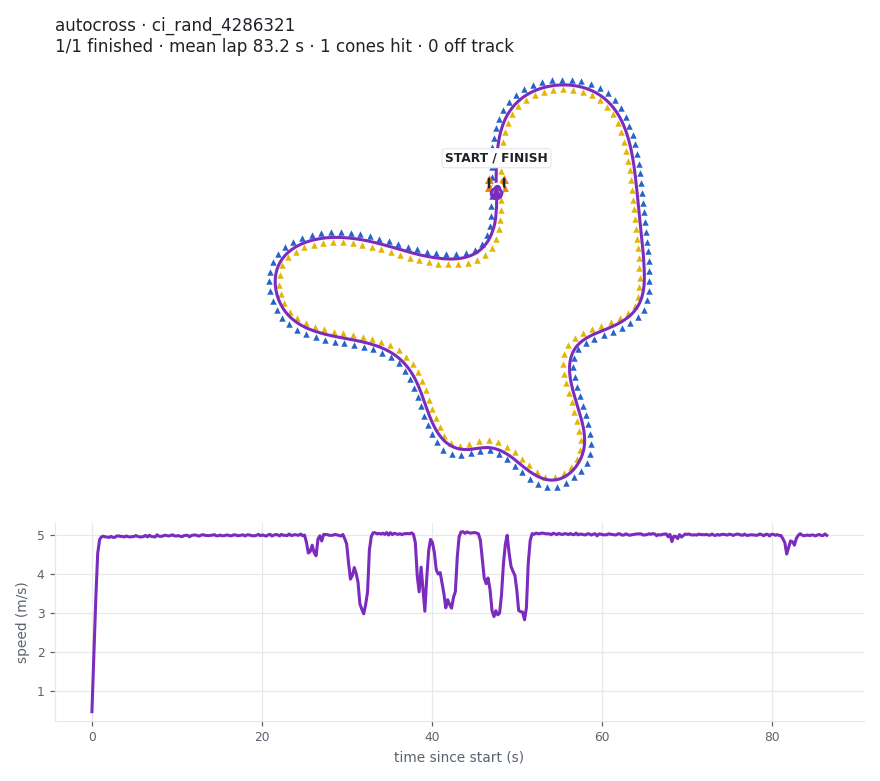 autocross · ci_rand_4286321
1/1 finished · mean lap 83.2 s · 1 cones hit · 0 off track
START / FINISH
5
4
3
2
1
speed (m/s)
0
20
40
60
80
time since start (s)